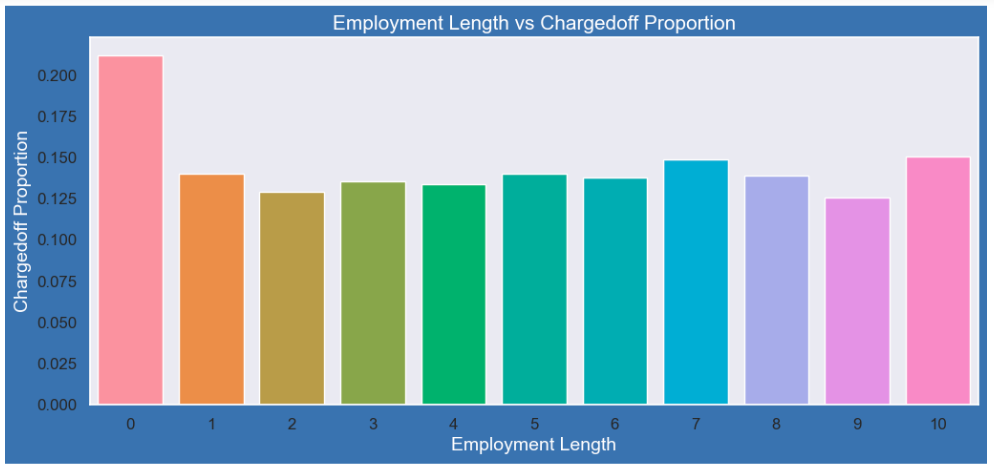 Employment Length vs Chargedoff Proportion
Chargedoff Proportion
0.200
0.175
0.150
0.125
0.100
0.075
0.050
0.025
0.000
0 1 2 3 4 5 6 7 8 9 10
Employment Length